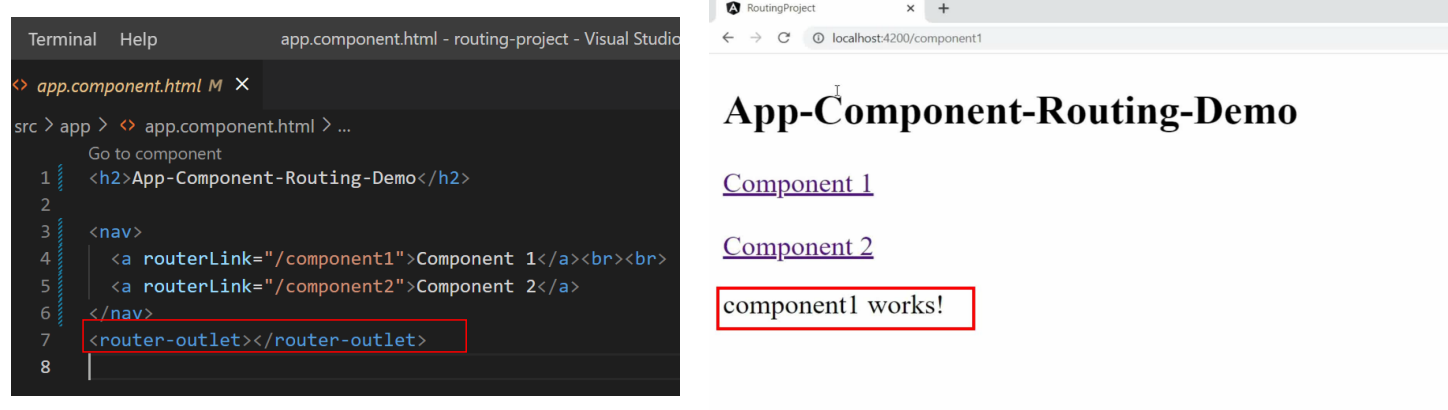 Terminal Help app.component.html - routing-project - Visual Studio
<> app.component.html M ×
src > app > <> app.component.html > ...
Go to component
1 <h2>App-Component-Routing-Demo</h2>
2
3 <nav>
4 <a routerLink="/component1">Component 1</a><br><br>
5 <a routerLink="/component2">Component 2</a>
6 </nav>
7 <router-outlet></router-outlet>
8
RoutingProject × +
localhost:4200/component1
App-Component-Routing-Demo
Component 1
Component 2
component1 works!